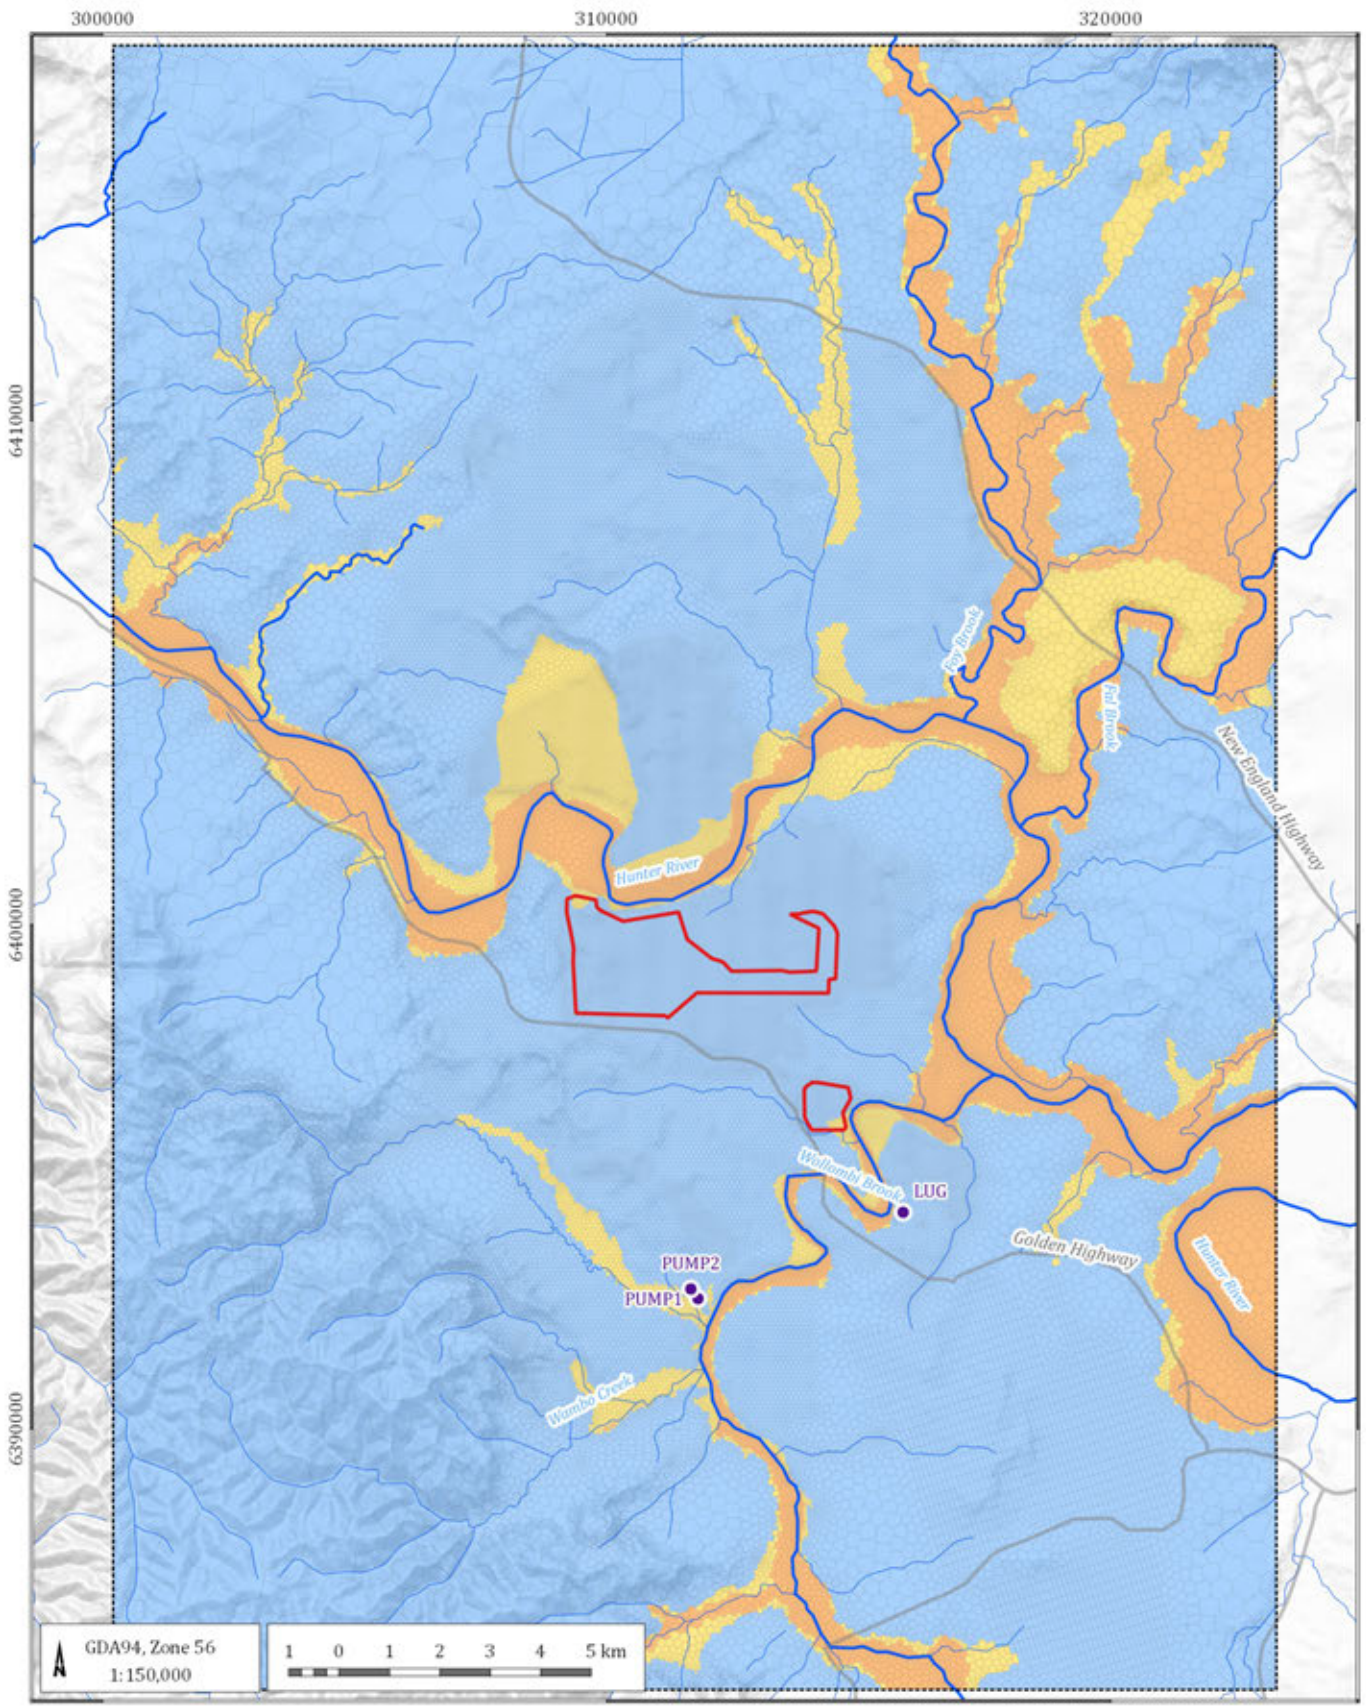 300000
310000
320000
6410000
Foy Brook
Fal Brook
New England Highway
Hunter River
6400000
Wollombi Brook
LUG
Golden Highway
PUMP2
PUMP1
Hunter River
Wambo Creek
6390000
GDA94, Zone 56
1:150,000
1 0 1 2 3 4 5 km